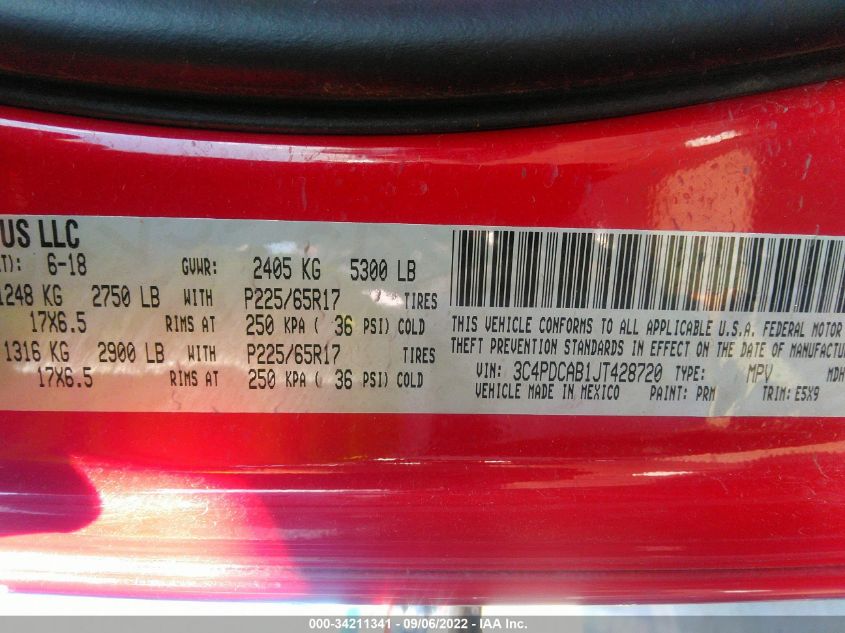 US LLC
T): 6-18 GVWR: 2405 KG 5300 LB
1248 KG 2750 LB WITH P225/65R17 TIRES
17X6.5 RIMS AT 250 KPA ( 36 PSI) COLD
1316 KG 2900 LB WITH P225/65R17 TIRES
17X6.5 RIMS AT 250 KPA ( 36 PSI) COLD
THIS VEHICLE CONFORMS TO ALL APPLICABLE U.S.A. FEDERAL MOTOR
THEFT PREVENTION STANDARDS IN EFFECT ON THE DATE OF MANUFACTU
VIN: 3C4PDCAB1JT428720 TYPE: MPV MDH
VEHICLE MADE IN MEXICO PAINT: PRM TRIM: E5X9
000-34211341 - 09/06/2022 - IAA Inc.